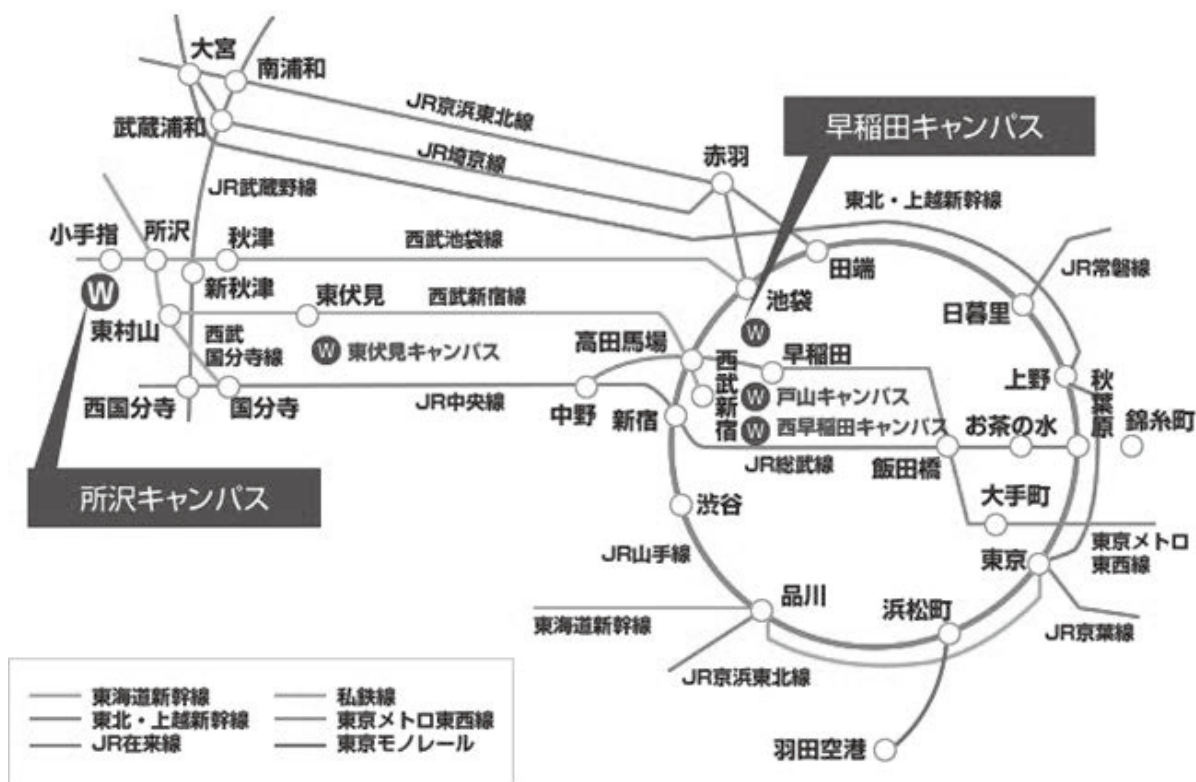 大宮
南浦和
武蔵浦和
JR京浜東北線
JR埼京線
早稲田キャンパス
赤羽
JR武蔵野線
東北・上越新幹線
小手指
所沢
秋津
西武池袋線
田端
JR常磐線
新秋津
池袋
日暮里
W
東村山
東伏見
西武新宿線
西武
国分寺線
W 東伏見キャンパス
W
高田馬場
早稲田
西武新宿
上野
秋葉原
西国分寺
国分寺
JR中央線
中野
新宿
W 戸山キャンパス
W 西早稲田キャンパス
お茶の水
錦糸町
JR総武線
飯田橋
所沢キャンパス
渋谷
大手町
東京メトロ
東西線
JR山手線
東京
品川
浜松町
東海道新幹線
JR京葉線
JR京浜東北線
羽田空港
東海道新幹線
東北・上越新幹線
JR在来線
私鉄線
東京メトロ東西線
東京モノレール